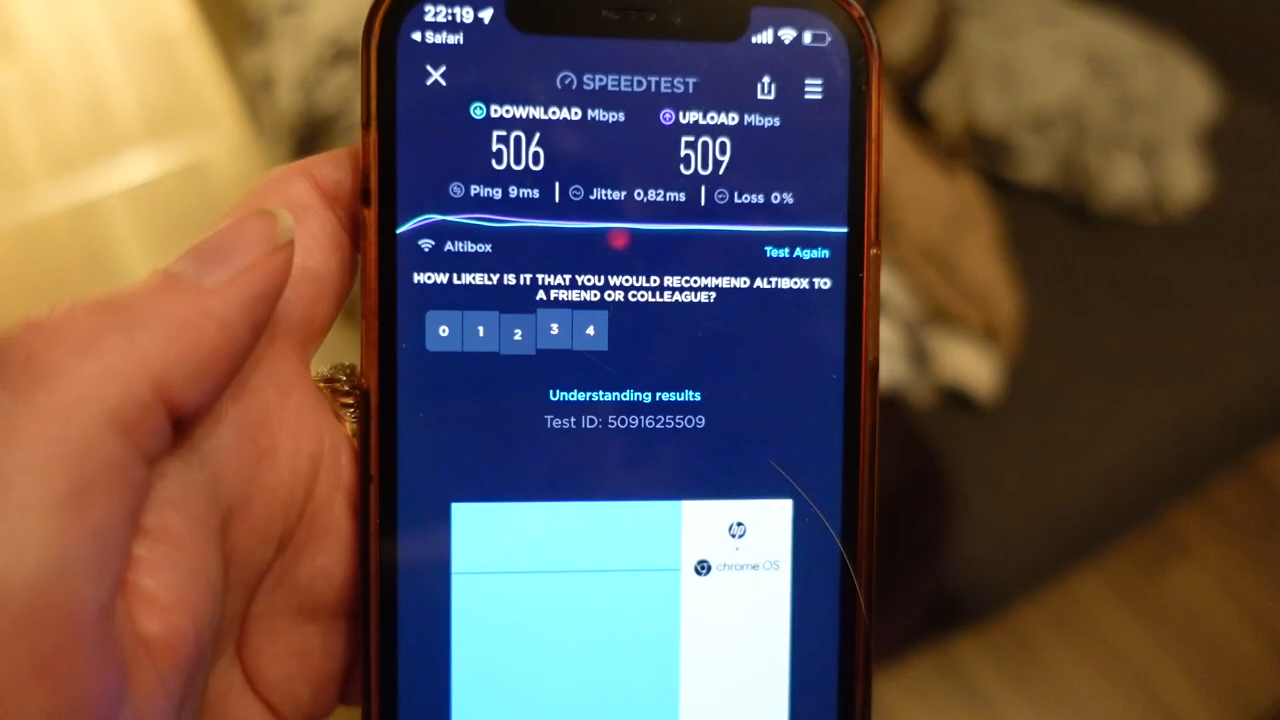 22:19
Safari
SPEEDTEST
DOWNLOAD Mbps UPLOAD Mbps
506 509
Ping 9ms Jitter 0,82ms Loss 0%
Altibox Test Again
HOW LIKELY IS IT THAT YOU WOULD RECOMMEND ALTIBOX TO
A FRIEND OR COLLEAGUE?
0 1 2 3 4
Understanding results
Test ID: 5091625509
hp
+
chrome OS